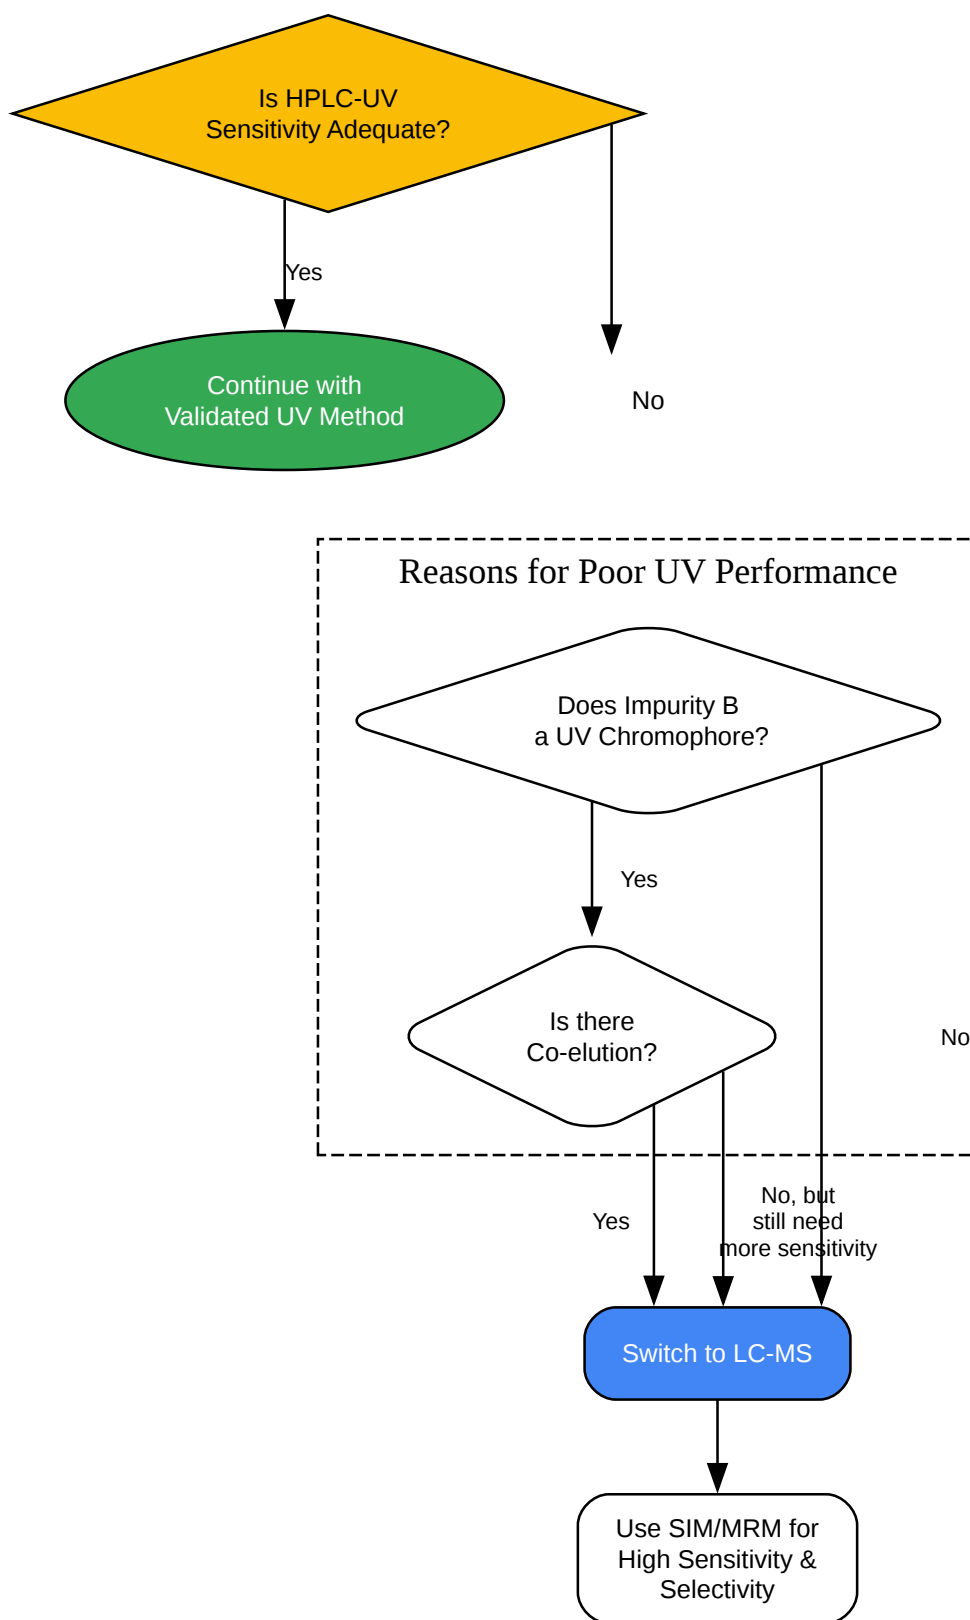 Is HPLC-UV
Sensitivity Adequate?
Yes
Continue with
Validated UV Method
No
Reasons for Poor UV Performance
Does Impurity B
a UV Chromophore?
Yes
Is there
Co-elution?
No
Yes
No, but
still need
more sensitivity
Switch to LC-MS
Use SIM/MRM for
High Sensitivity &
Selectivity